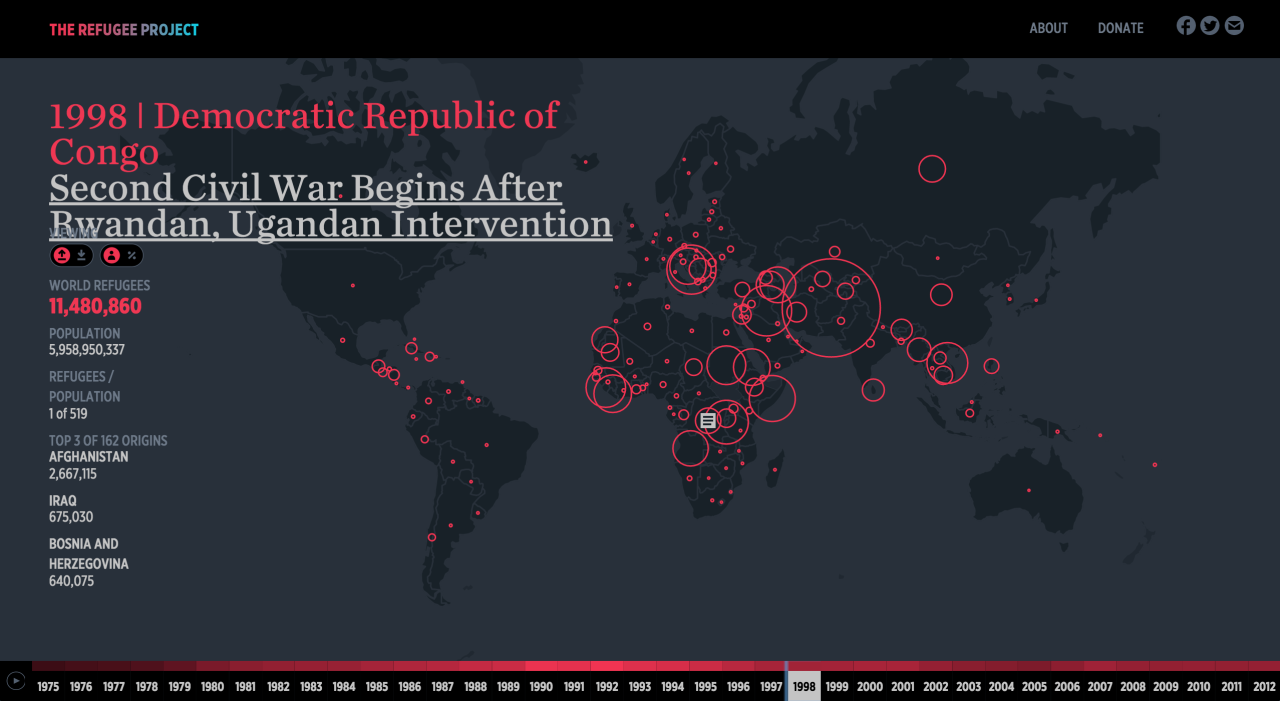 THE REFUGEE PROJECT
ABOUT
DONATE
1998 | Democratic Republic of
Congo
Second Civil War Begins After
Rwandan, Ugandan Intervention
VIEWING
%
WORLD REFUGEES
11,480,860
POPULATION
5,958,950,337
REFUGEES /
POPULATION
1 of 519
TOP 3 OF 162 ORIGINS
AFGHANISTAN
2,667,115
IRAQ
675,030
BOSNIA AND
HERZEGOVINA
640,075
1975 1976 1977 1978 1979 1980 1981 1982 1983 1984 1985 1986 1987 1988 1989 1990 1991 1992 1993 1994 1995 1996 1997 1998 1999 2000 2001 2002 2003 2004 2005 2006 2007 2008 2009 2010 2011 2012